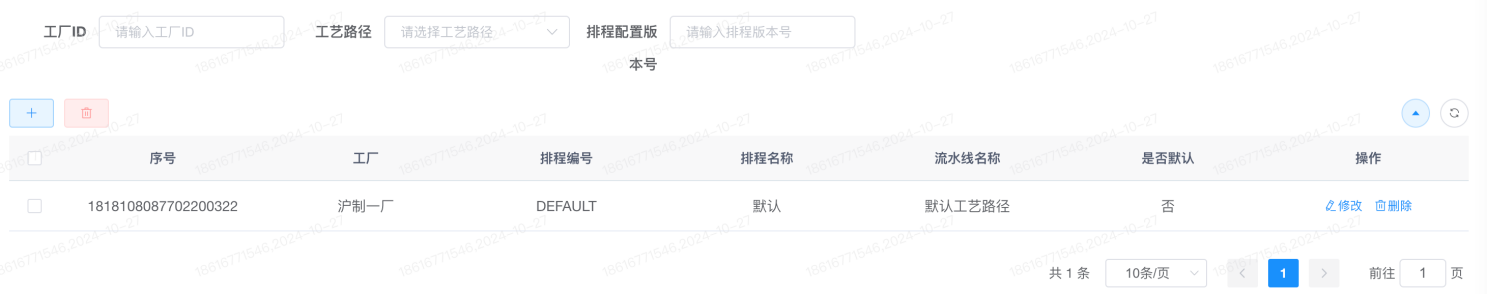 工厂ID 请输入工厂ID 工艺路径 请选择工艺路径 排程配置版本号 请输入排程版本号
序号 工厂 排程编号 排程名称 流水线名称 是否默认 操作
1818108087702200322 沪制一厂 DEFAULT 默认 默认工艺路径 否 修改 删除
共 1 条 10条/页 1 前往 1 页
18616771546,2024-10-27